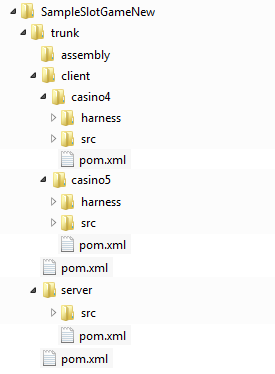 SampleSlotGameNew
trunk
assembly
client
casino4
harness
src
pom.xml
casino5
harness
src
pom.xml
pom.xml
server
src
pom.xml
pom.xml